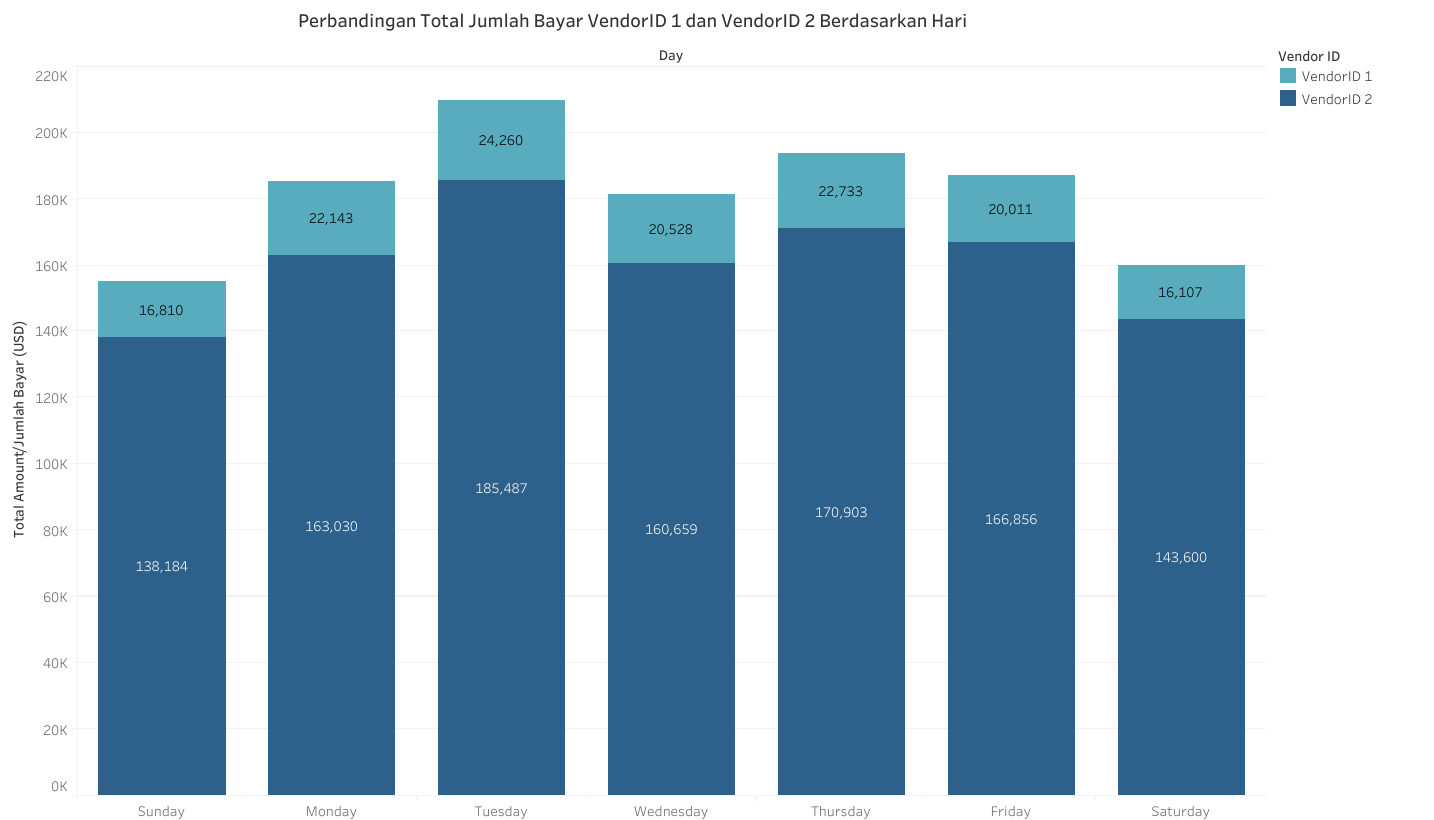 Perbandingan Total Jumlah Bayar VendorID 1 dan VendorID 2 Berdasarkan Hari
Day
Vendor ID
VendorID 1
VendorID 2
Total Amount/Jumlah Bayar (USD)
220K
200K
180K
160K
140K
120K
100K
80K
60K
40K
20K
0K
16,810
22,143
24,260
20,528
22,733
20,011
16,107
138,184
163,030
185,487
160,659
170,903
166,856
143,600
Sunday
Monday
Tuesday
Wednesday
Thursday
Friday
Saturday